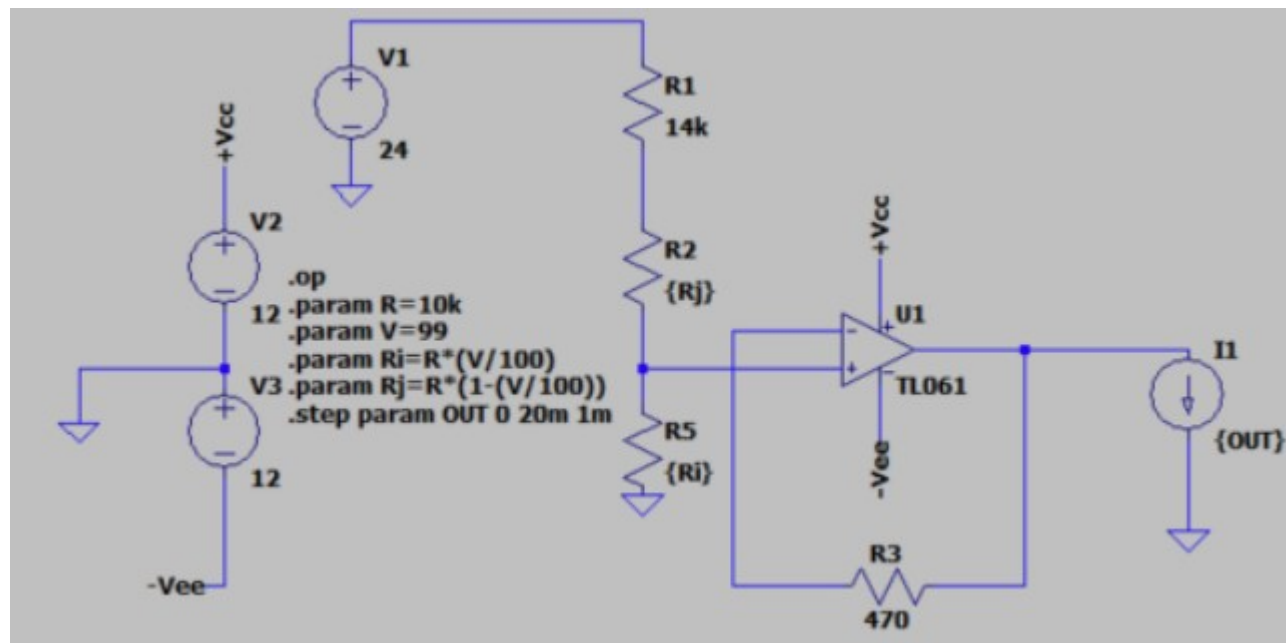 V1
24
R1
14k
+Vcc
V2
12
R2
{Rj}
.op
.param R=10k
.param V=99
.param Ri=R*(V/100)
.param Rj=R*(1-(V/100))
.step param OUT 0 20m 1m
V3
12
-Vee
R5
{Ri}
+Vcc
U1
TL061
-Vee
I1
{OUT}
R3
470